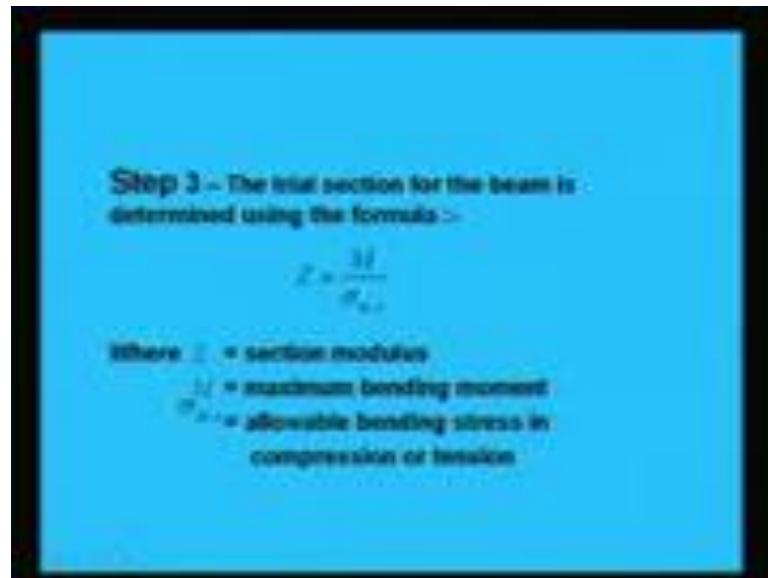 Step 3 – The trial section for the beam is
determined using the formula :-
Z = M / σ
Where Z = section modulus
M = maximum bending moment
σ = allowable bending stress in
compression or tension